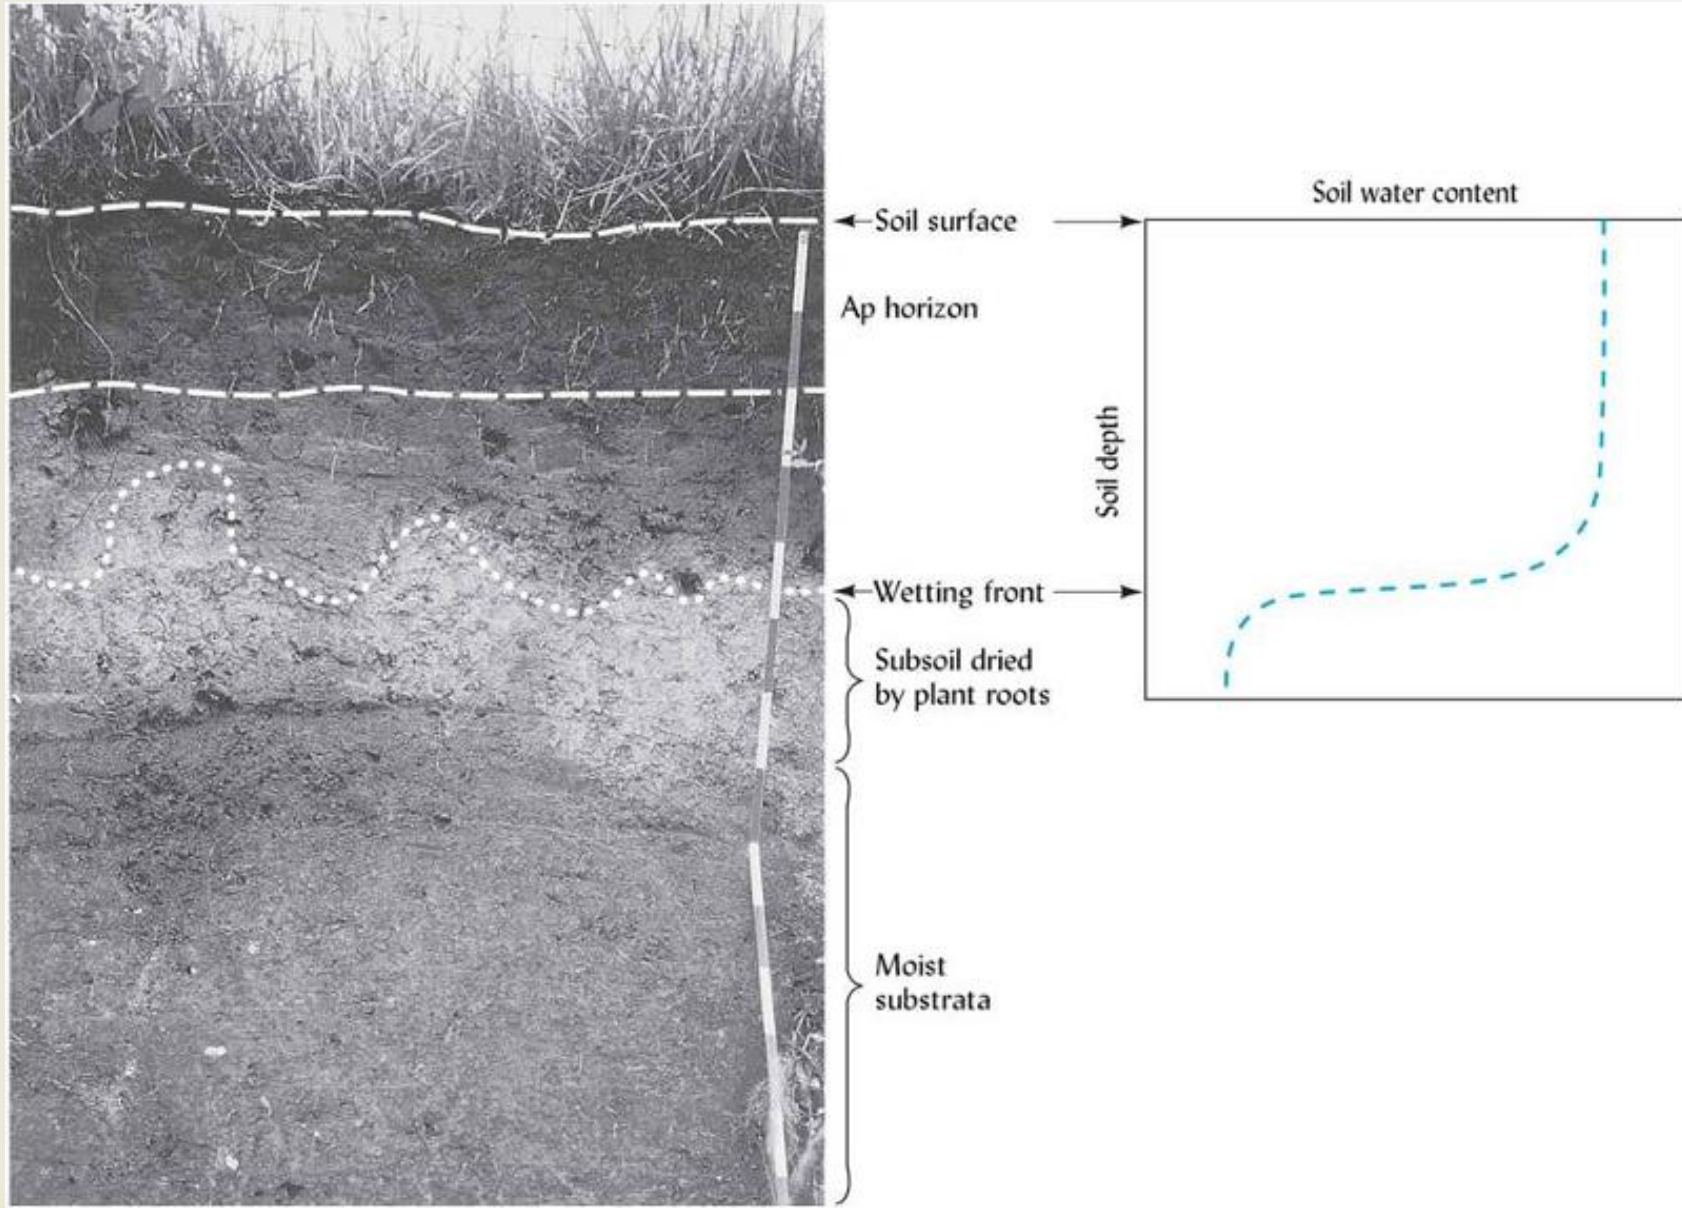 Soil water content
Soil surface
Ap horizon
Soil depth
Wetting front
Subsoil dried
by plant roots
Moist
substrata